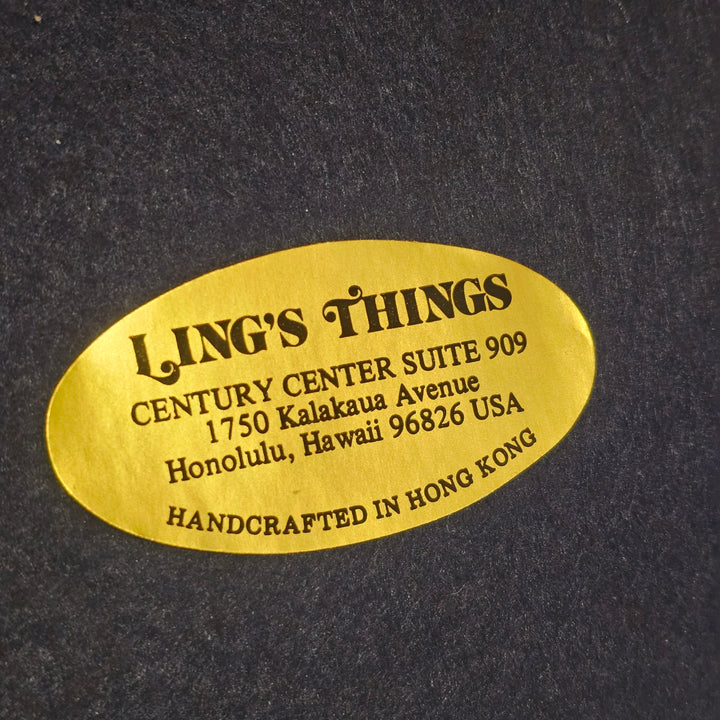 LING'S THINGS
CENTURY CENTER SUITE 909
1750 Kalakaua Avenue
Honolulu, Hawaii 96826 USA
HANDCRAFTED IN HONG KONG